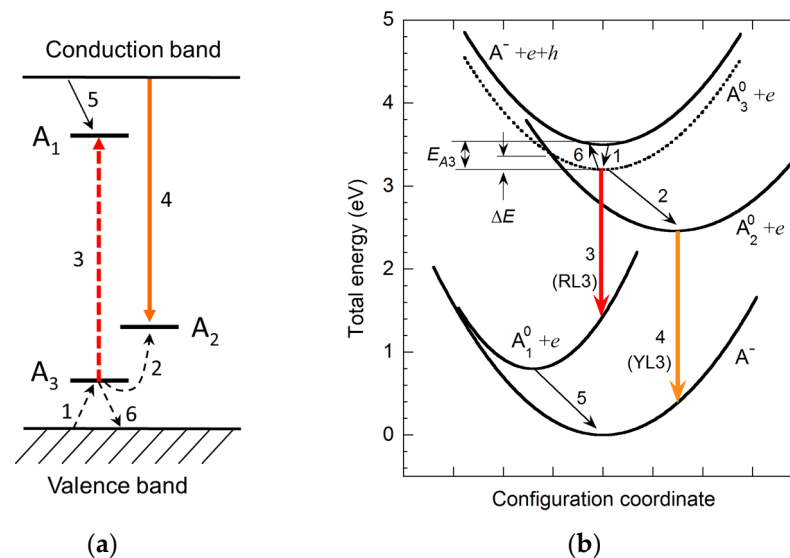 Conduction band
5
A₁
4
3
A₂
A₃
2
1
6
Valence band
(a)
5
4
3
2
1
0
Total energy (eV)
A⁻ +e+h
A₃⁰ +e
E_A3
6
1
ΔE
2
A₂⁰ +e
3
(RL3)
A₁⁰ +e
4
(YL3)
A⁻
5
Configuration coordinate
(b)